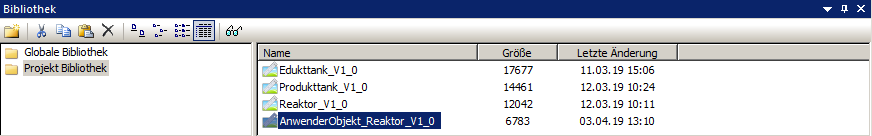 Bibliothek
Globale Bibliothek
Projekt Bibliothek
Name Größe Letzte Änderung
Edukttank_V1_0 17677 11.03.19 15:06
Produkttank_V1_0 14461 12.03.19 10:24
Reaktor_V1_0 12042 12.03.19 10:11
AnwenderObjekt_Reaktor_V1_0 6783 03.04.19 13:10